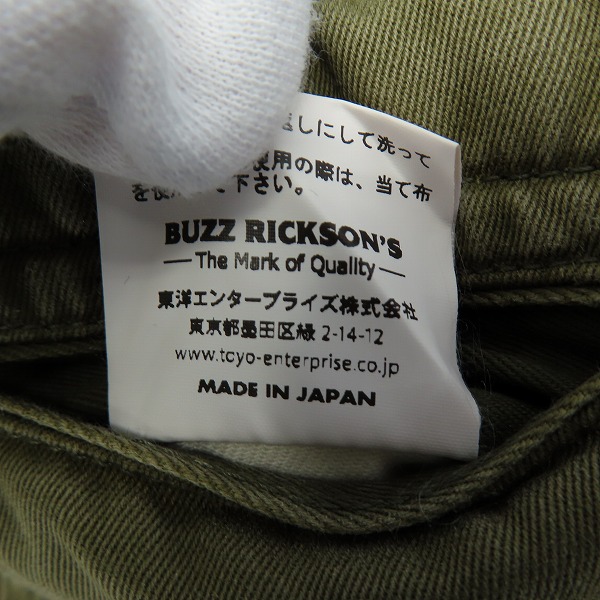 しにして洗って
使用の際は、当て布
を使 下さい。
BUZZ RICKSON'S
The Mark of Quality
東洋エンタープライズ株式会社
東京都墨田区緑 2-14-12
www.toyo-enterprise.co.jp
MADE IN JAPAN